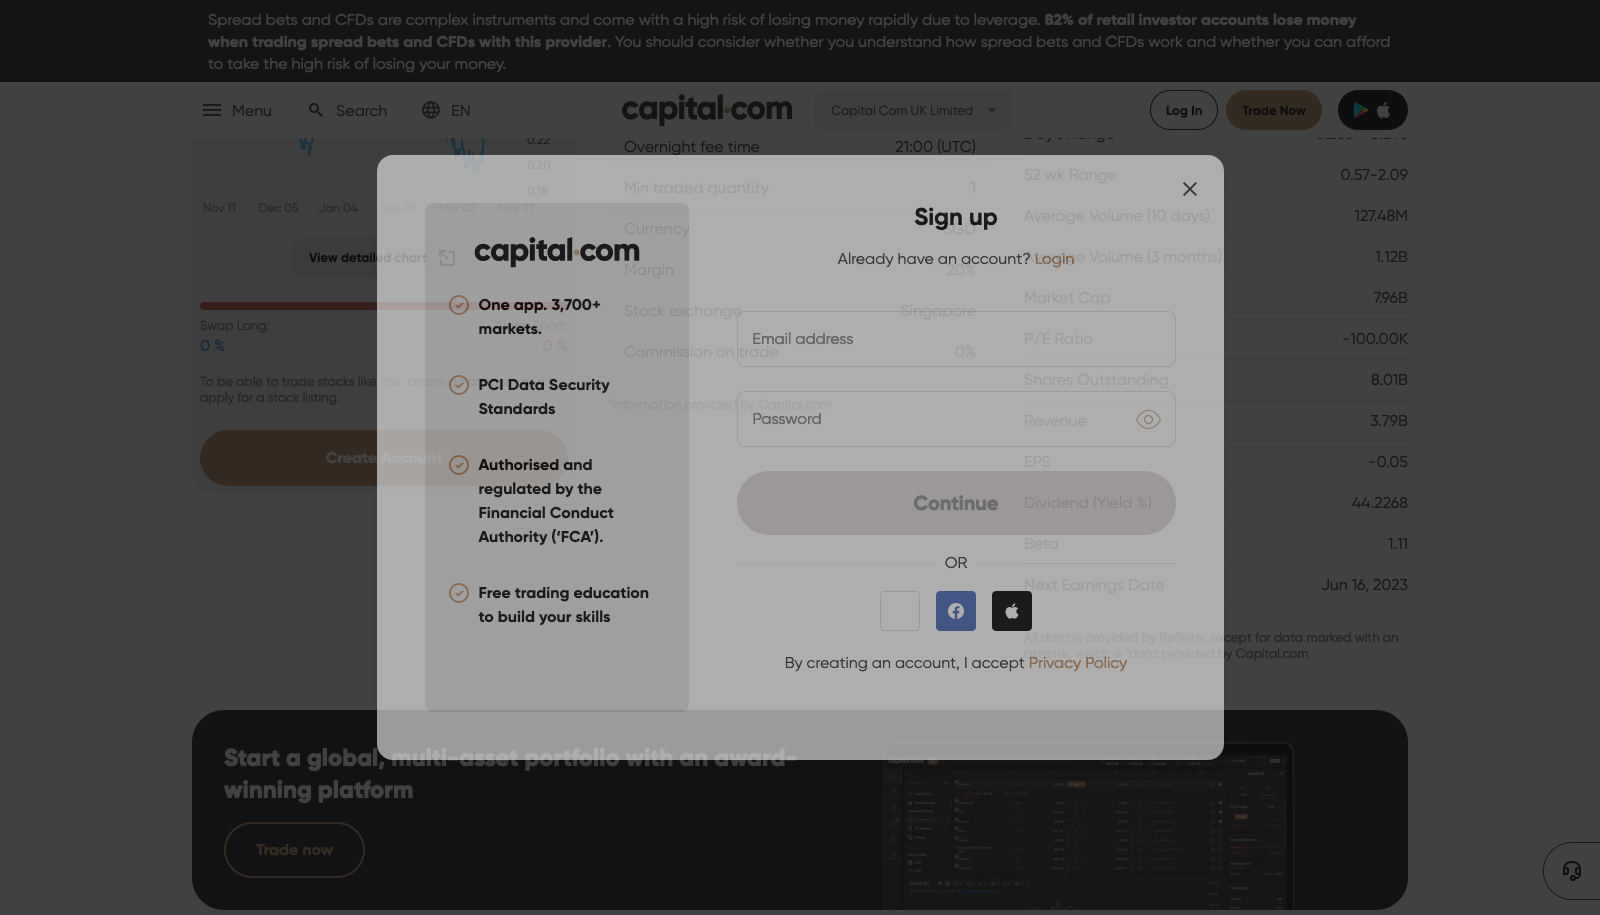 Spread bets and CFDs are complex instruments and come with a high risk of losing money rapidly due to leverage. 82% of retail investor accounts lose money
when trading spread bets and CFDs with this provider. You should consider whether you understand how spread bets and CFDs work and whether you can afford
to take the high risk of losing your money.
Menu
Search
EN
capital.com
Capital Com UK Limited
Log In
Trade Now
0.22
0.20
0.18
Nov 11
Dec 05
Jan 04
Feb 01
Mar 02
Mar 27
View detailed chart
Swap Long:
0 %
0 %
To be able to trade stocks like this, create
apply for a stock listing.
Create Account
Overnight fee time
21:00 (UTC)
Min traded quantity
1
Currency
SGD
Margin
20%
Stock exchange
Singapore
Commission on trade
0%
*Information provided by Capital.com
52 wk Range
0.57-2.09
Average Volume (10 days)
127.48M
Average Volume (3 months)
1.12B
Market Cap
7.96B
P/E Ratio
-100.00K
Shares Outstanding
8.01B
Revenue
3.79B
EPS
-0.05
Dividend (Yield %)
44.2268
Beta
1.11
Next Earnings Date
Jun 16, 2023
All data is provided by Refinitiv, except for data marked with an
asterisk, which is "data provided by Capital.com
capital.com
One app. 3,700+
markets.
PCI Data Security
Standards
Authorised and
regulated by the
Financial Conduct
Authority (‘FCA’).
Free trading education
to build your skills
Sign up
Already have an account? Login
Email address
Password
Continue
OR
By creating an account, I accept Privacy Policy
Start a global, multi-asset portfolio with an award-
winning platform
Trade now